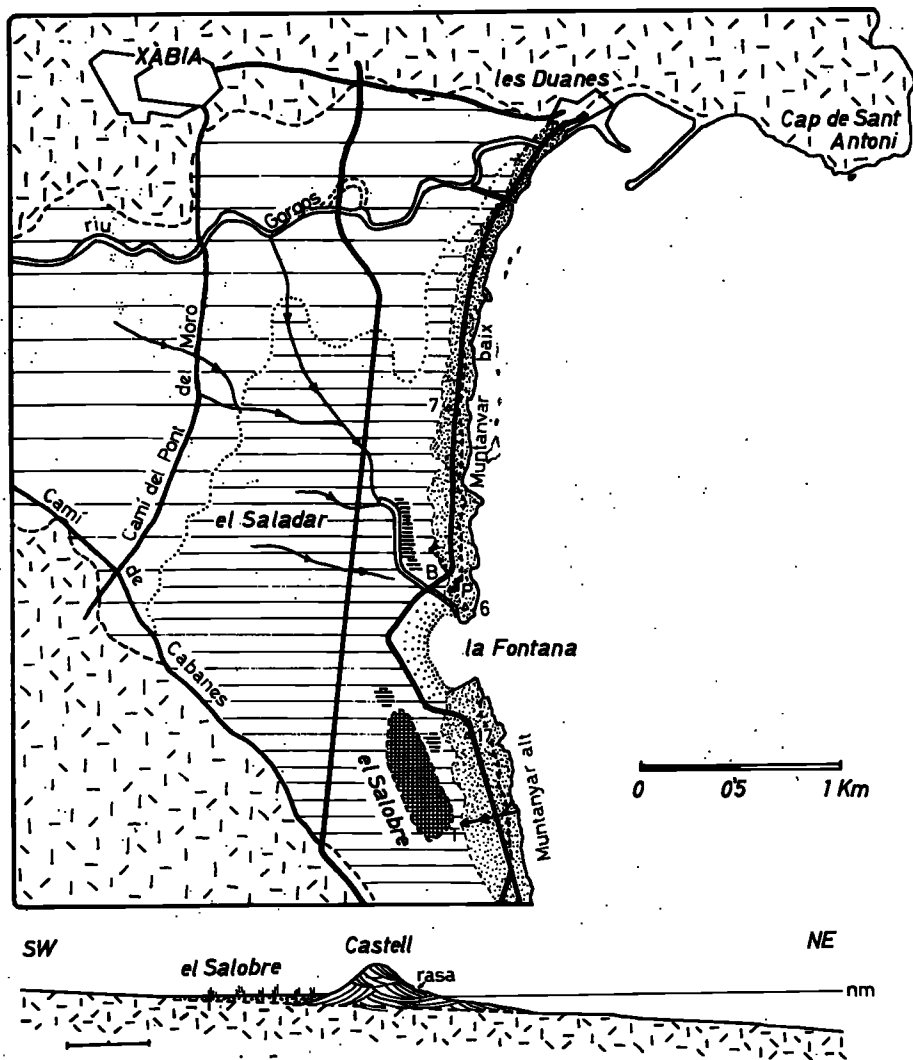 XÀBIA
les Duanes
Cap de Sant
Antoni
riu
Gorgos
Camí del Pont del Moro
Muntanyar baix
7
el Saladar
B
P
6
Camí de Cabanes
la Fontana
17
el Salobre
Muntanyar alt
0 0'5 1 Km
SW
Castell
NE
el Salobre
rasa
nm